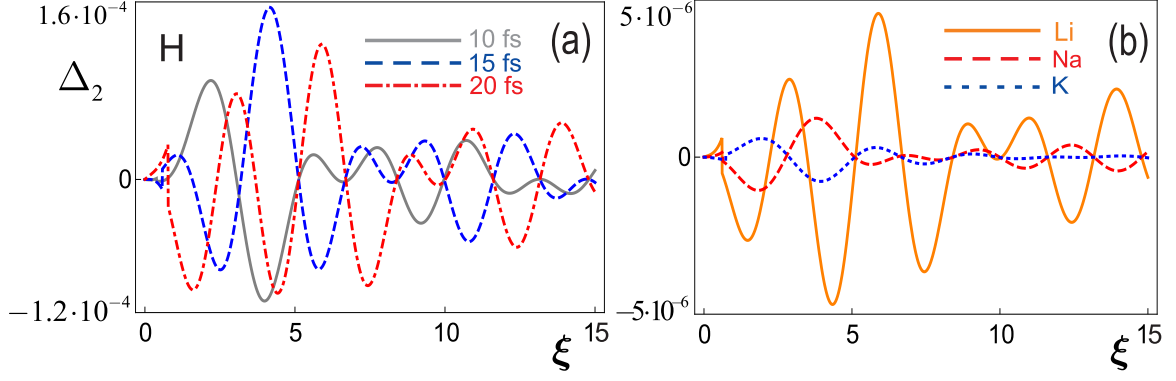 1.6·10⁻⁴
H
10 fs
(a)
15 fs
20 fs
Δ₂
0
−1.2·10⁻⁴
0
5
10
15
ξ
5·10⁻⁶
Li
(b)
Na
K
0
−5·10⁻⁶
0
5
10
15
ξ